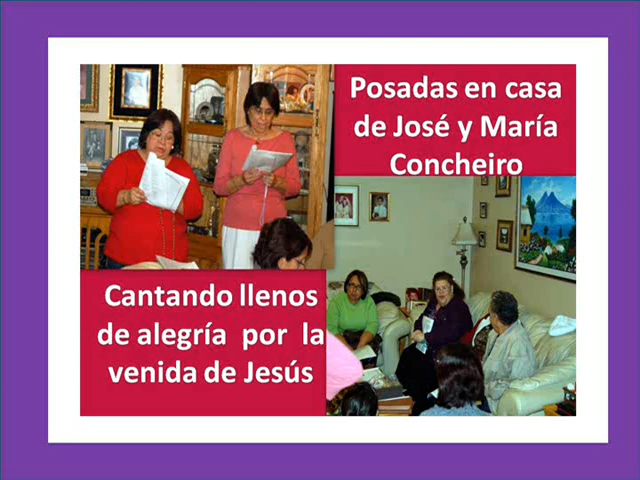 Posadas en casa
de José y María
Concheiro
Cantando llenos
de alegría por la
venida de Jesús